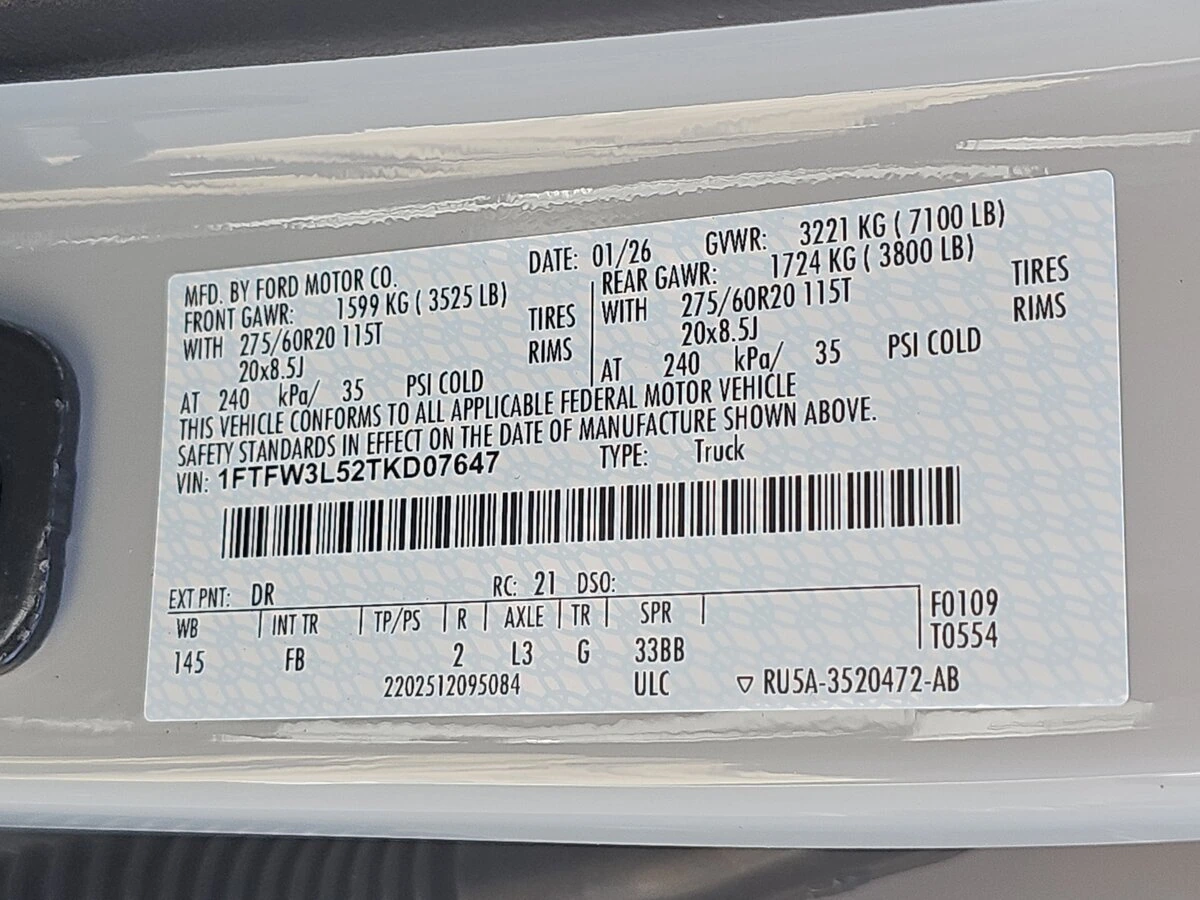 MFD. BY FORD MOTOR CO. DATE: 01/26 GVWR: 3221 KG ( 7100 LB)
FRONT GAWR: 1599 KG ( 3525 LB)
WITH 275/60R20 115T TIRES
20x8.5J RIMS
AT 240 kPa/ 35 PSI COLD
REAR GAWR: 1724 KG ( 3800 LB)
WITH 275/60R20 115T TIRES
20x8.5J RIMS
AT 240 kPa/ 35 PSI COLD
THIS VEHICLE CONFORMS TO ALL APPLICABLE FEDERAL MOTOR VEHICLE
SAFETY STANDARDS IN EFFECT ON THE DATE OF MANUFACTURE SHOWN ABOVE.
VIN: 1FTFW3L52TKD07647 TYPE: Truck
EXT PNT: DR RC: 21 DSO:
WB INT TR TP/PS R AXLE TR SPR F0109
T0554
145 FB 2 L3 G 33BB
2202512095084 ULC ▽ RU5A-3520472-AB